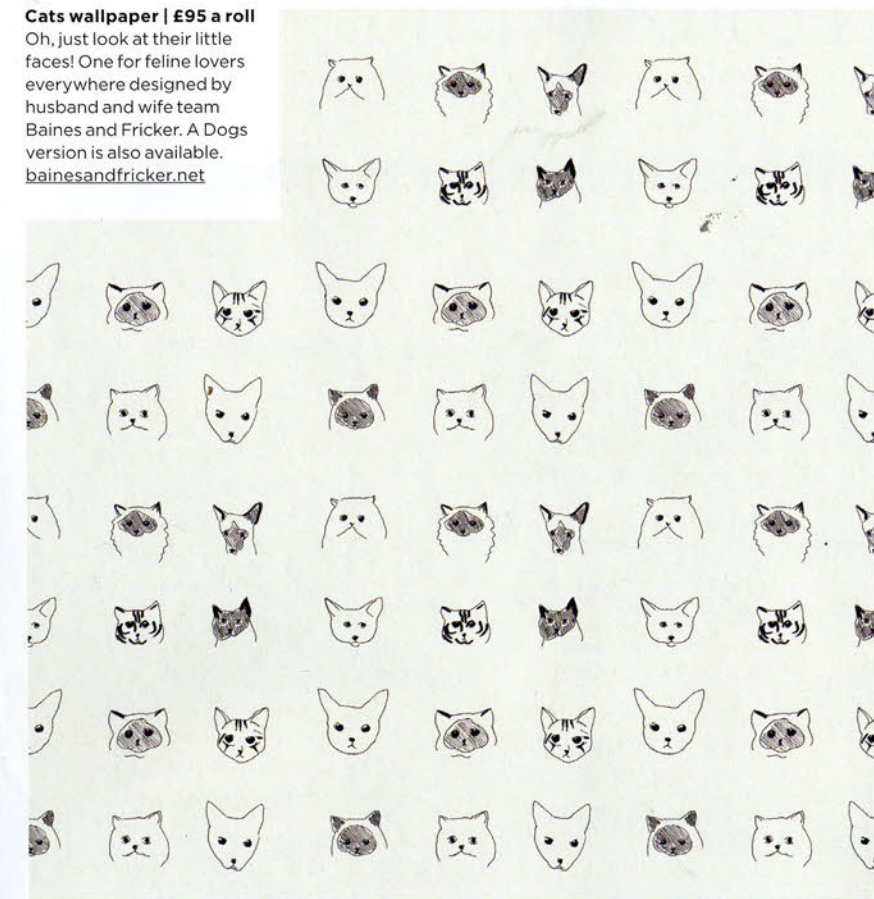 Cats wallpaper | £95 a roll
Oh, just look at their little
faces! One for feline lovers
everywhere designed by
husband and wife team
Baines and Fricker. A Dogs
version is also available.
bainesandfricker.net